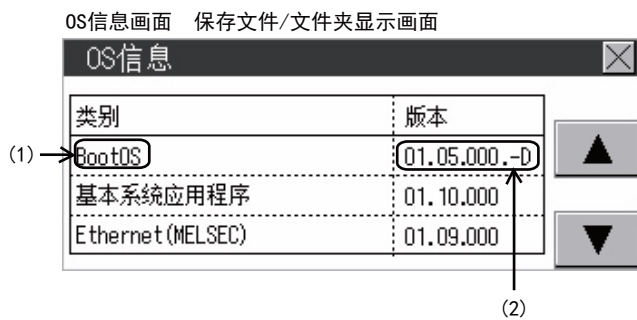 OS信息画面 保存文件/文件夹显示画面
OS信息
类别 版本
(1) BootOS 01.05.000.-D
基本系统应用程序 01.10.000
Ethernet(MELSEC) 01.09.000
(2)